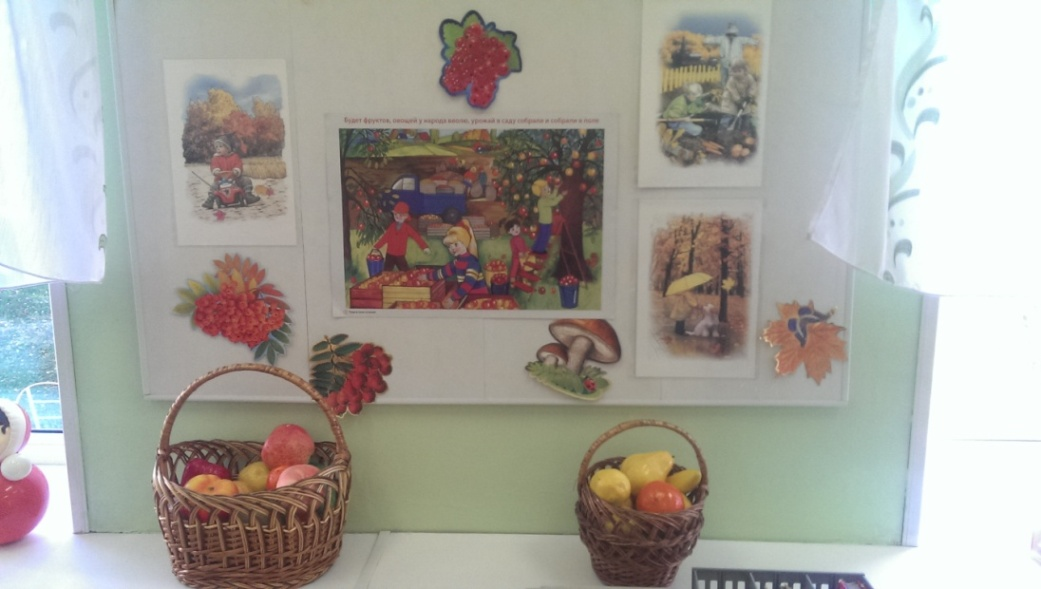 Будет фруктов, овощей у народа вволю, урожай в саду собрали и собрали в поле